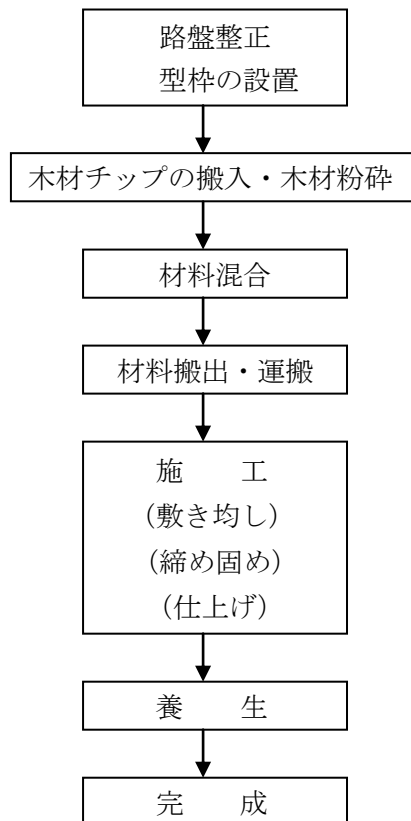 路盤整正
型枠の設置
木材チップの搬入・木材粉砕
材料混合
材料搬出・運搬
施　　工
（敷き均し）
（締め固め）
（仕上げ）
養　　生
完　　成